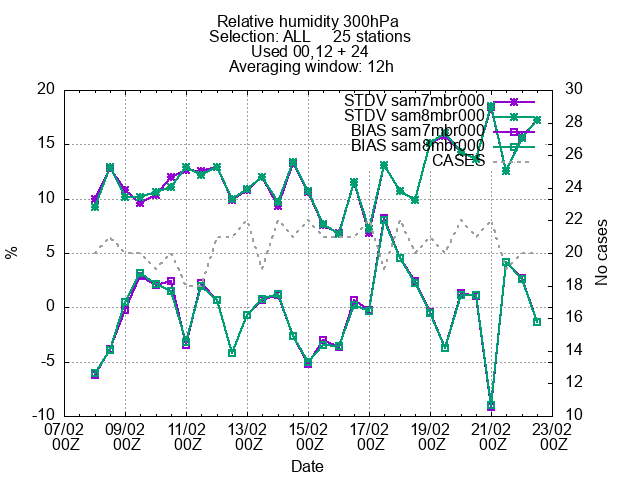 Relative humidity 300hPa
Selection: ALL 25 stations
Used 00,12 + 24
Averaging window: 12h
STDV sam7mbr000
STDV sam8mbr000
BIAS sam7mbr000
BIAS sam8mbr000
CASES
%
20
15
10
5
0
-5
-10
No cases
30
28
26
24
22
20
18
16
14
12
10
07/02 09/02 11/02 13/02 15/02 17/02 19/02 21/02 23/02
00Z 00Z 00Z 00Z 00Z 00Z 00Z 00Z 00Z
Date